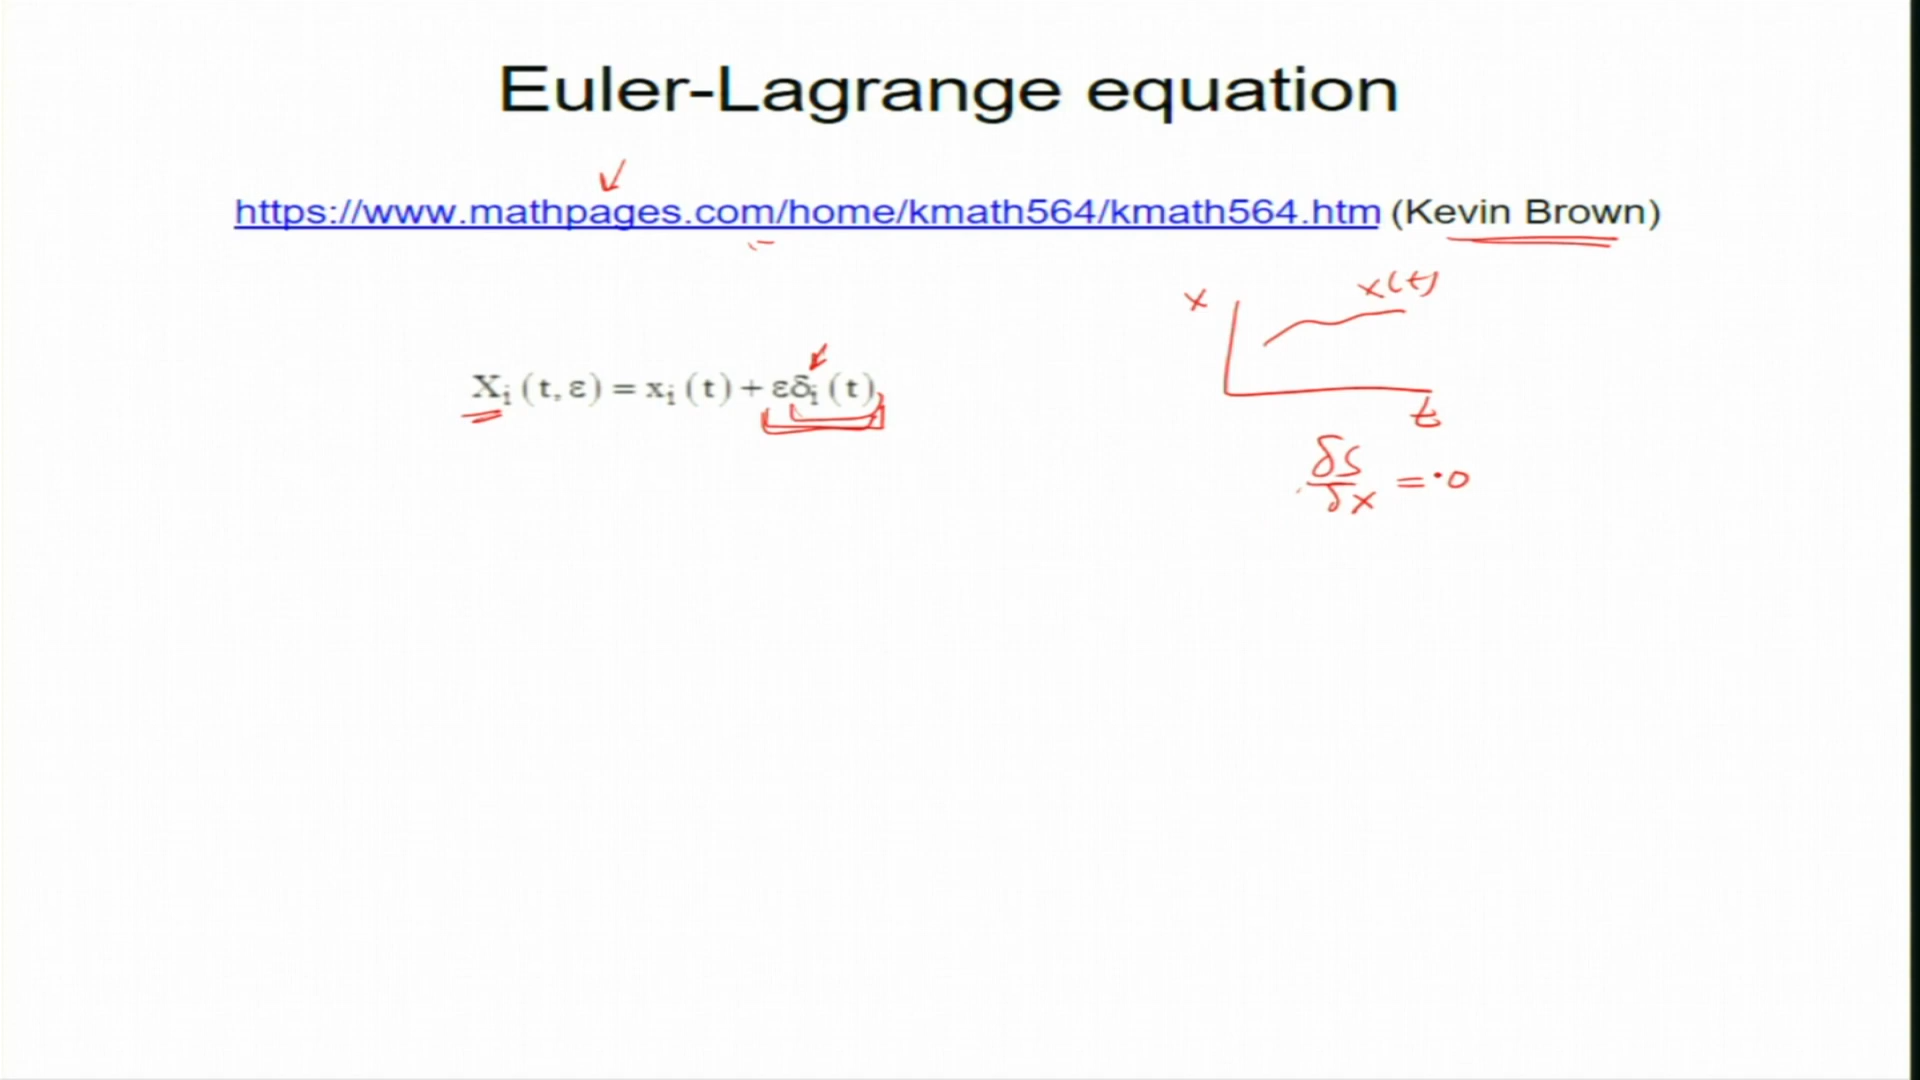 Euler-Lagrange equation
https://www.mathpages.com/home/kmath564/kmath564.htm (Kevin Brown)
x
x(t)
Xᵢ (t, ε) = xᵢ (t) + εδᵢ (t),
t
δS/δx = 0